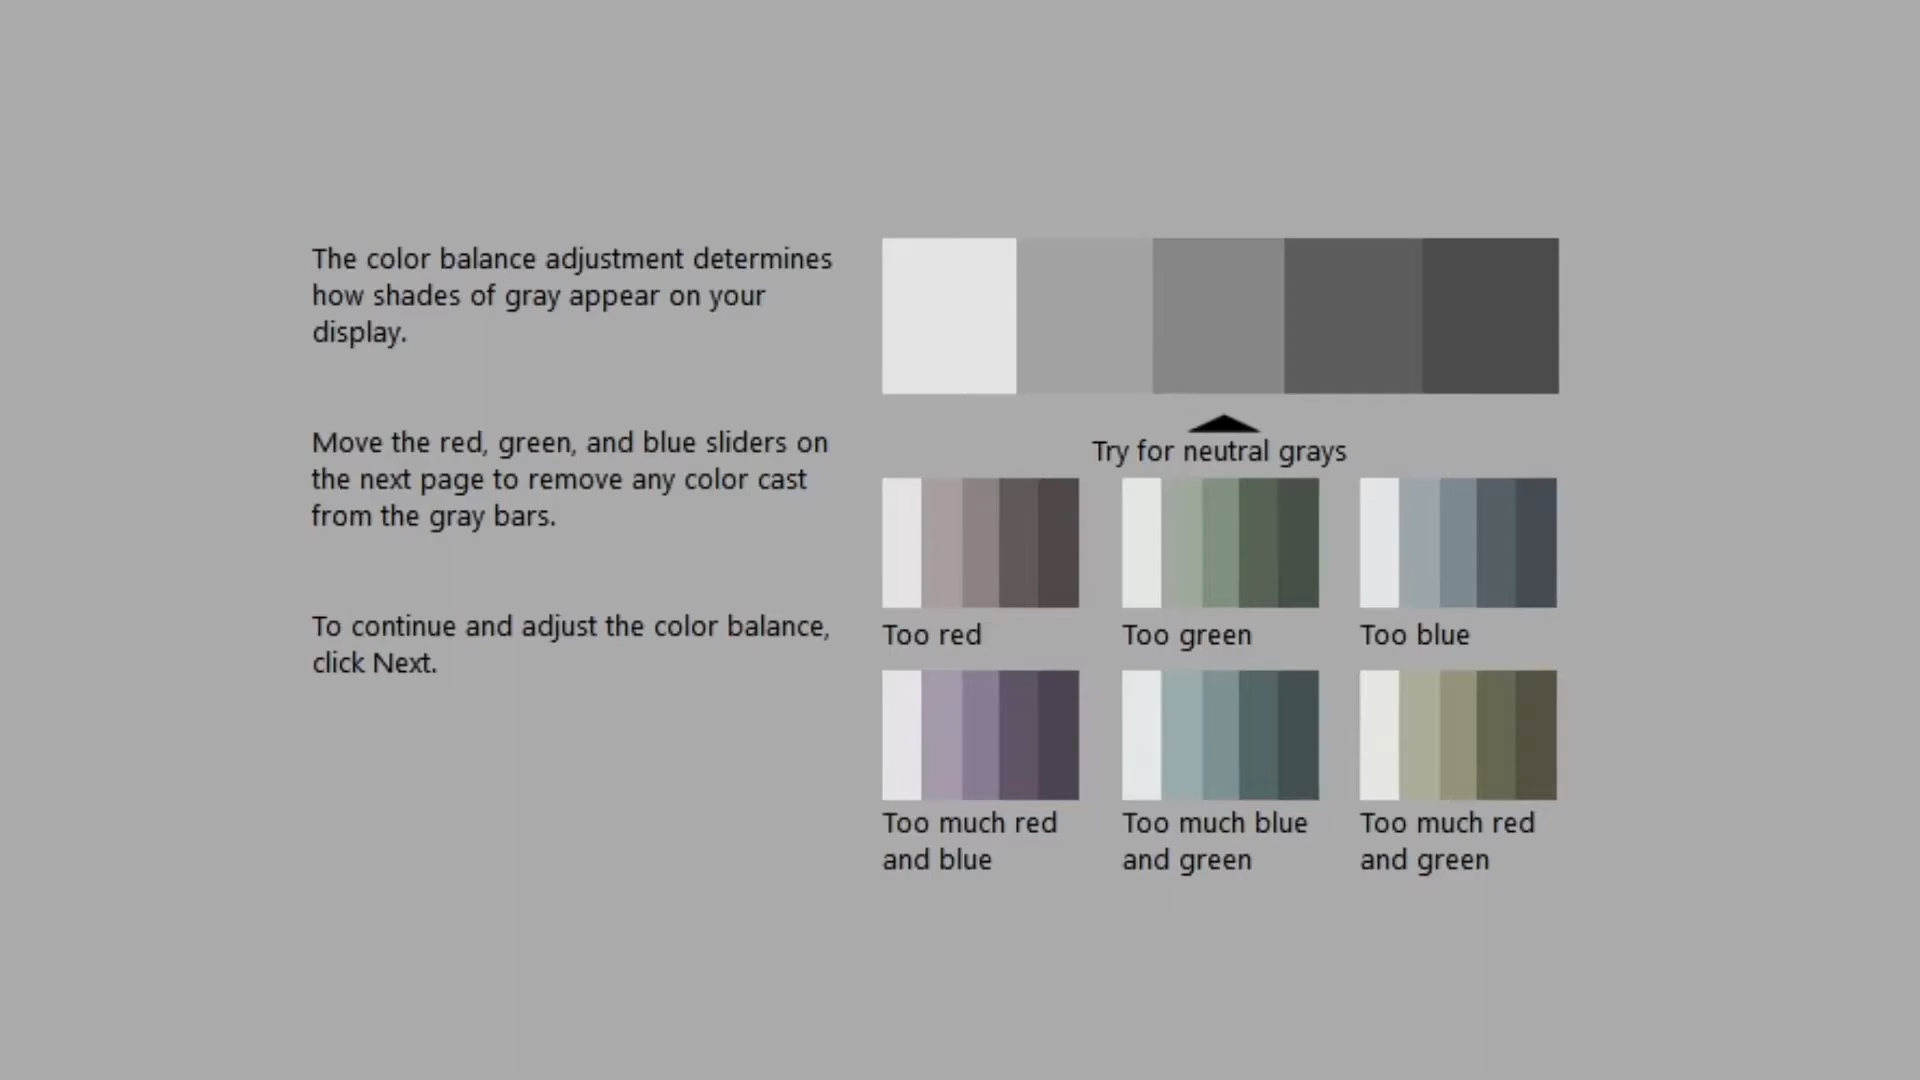 The color balance adjustment determines
how shades of gray appear on your
display.
Move the red, green, and blue sliders on
the next page to remove any color cast
from the gray bars.
To continue and adjust the color balance,
click Next.
Try for neutral grays
Too red
Too green
Too blue
Too much red
and blue
Too much blue
and green
Too much red
and green